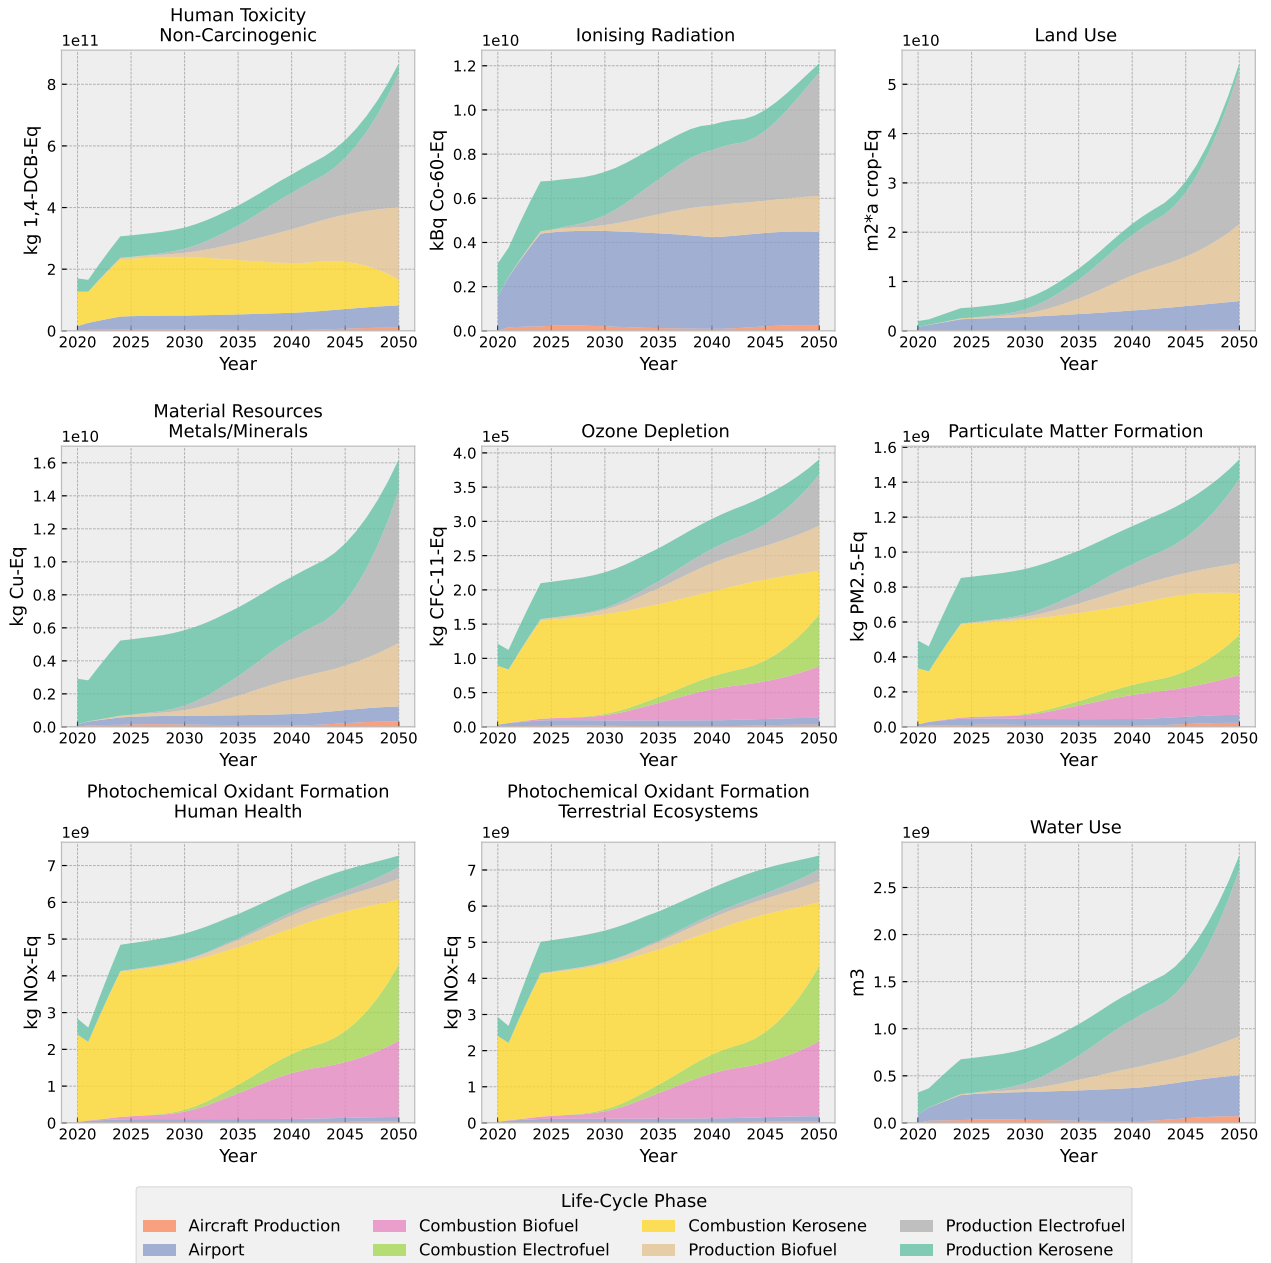 Human Toxicity
Non-Carcinogenic
1e11
kg 1,4-DCB-Eq
8
6
4
2
0
2020 2025 2030 2035 2040 2045 2050
Year
Ionising Radiation
1e10
kBq Co-60-Eq
1.2
1.0
0.8
0.6
0.4
0.2
0.0
2020 2025 2030 2035 2040 2045 2050
Year
Land Use
1e10
m2*a crop-Eq
5
4
3
2
1
0
2020 2025 2030 2035 2040 2045 2050
Year
Material Resources
Metals/Minerals
1e10
kg Cu-Eq
1.6
1.4
1.2
1.0
0.8
0.6
0.4
0.2
0.0
2020 2025 2030 2035 2040 2045 2050
Year
Ozone Depletion
1e5
kg CFC-11-Eq
4.0
3.5
3.0
2.5
2.0
1.5
1.0
0.5
0.0
2020 2025 2030 2035 2040 2045 2050
Year
Particulate Matter Formation
1e9
kg PM2.5-Eq
1.6
1.4
1.2
1.0
0.8
0.6
0.4
0.2
0.0
2020 2025 2030 2035 2040 2045 2050
Year
Photochemical Oxidant Formation
Human Health
1e9
kg NOx-Eq
7
6
5
4
3
2
1
0
2020 2025 2030 2035 2040 2045 2050
Year
Photochemical Oxidant Formation
Terrestrial Ecosystems
1e9
kg NOx-Eq
7
6
5
4
3
2
1
0
2020 2025 2030 2035 2040 2045 2050
Year
Water Use
1e9
m3
2.5
2.0
1.5
1.0
0.5
0.0
2020 2025 2030 2035 2040 2045 2050
Year
Life-Cycle Phase
Aircraft Production Combustion Biofuel Combustion Kerosene Production Electrofuel
Airport Combustion Electrofuel Production Biofuel Production Kerosene